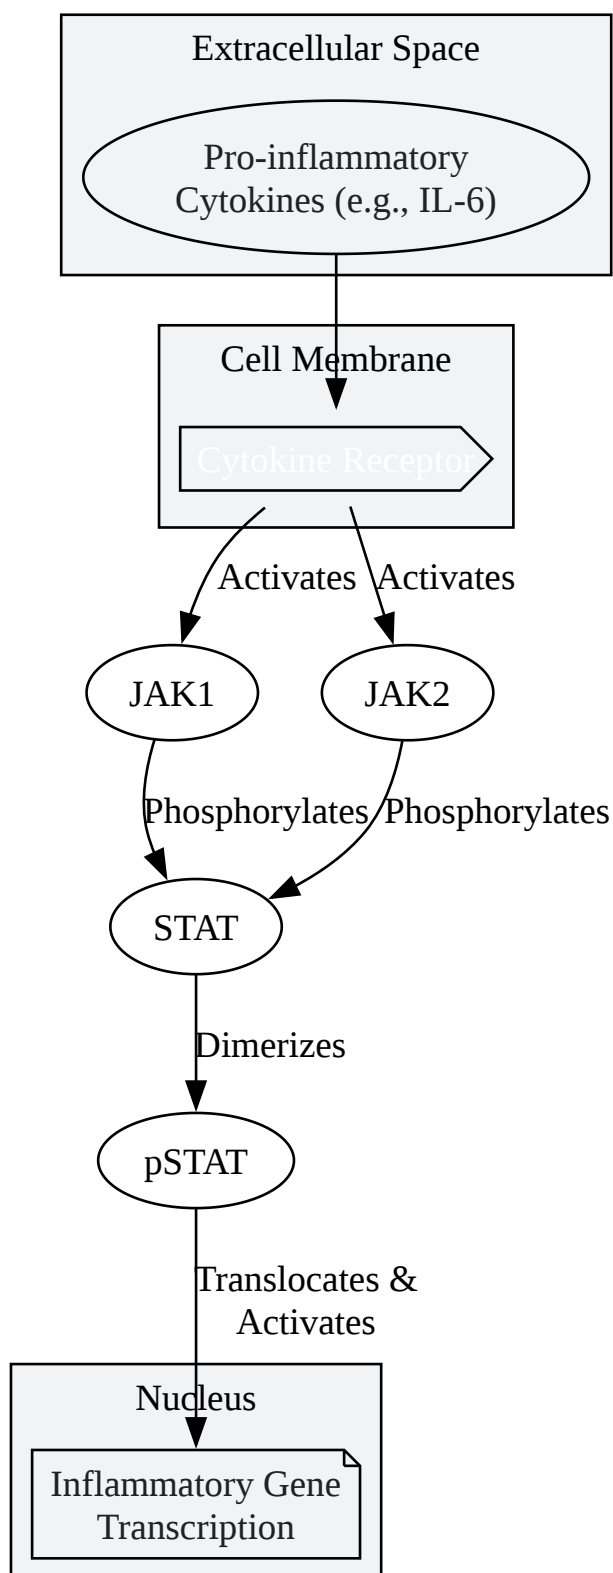 Extracellular Space
Pro-inflammatory
Cytokines (e.g., IL-6)
Cell Membrane
Cytokine Receptor
Activates
Activates
JAK1
JAK2
Phosphorylates
Phosphorylates
STAT
Dimerizes
pSTAT
Translocates &
Activates
Nucleus
Inflammatory Gene
Transcription